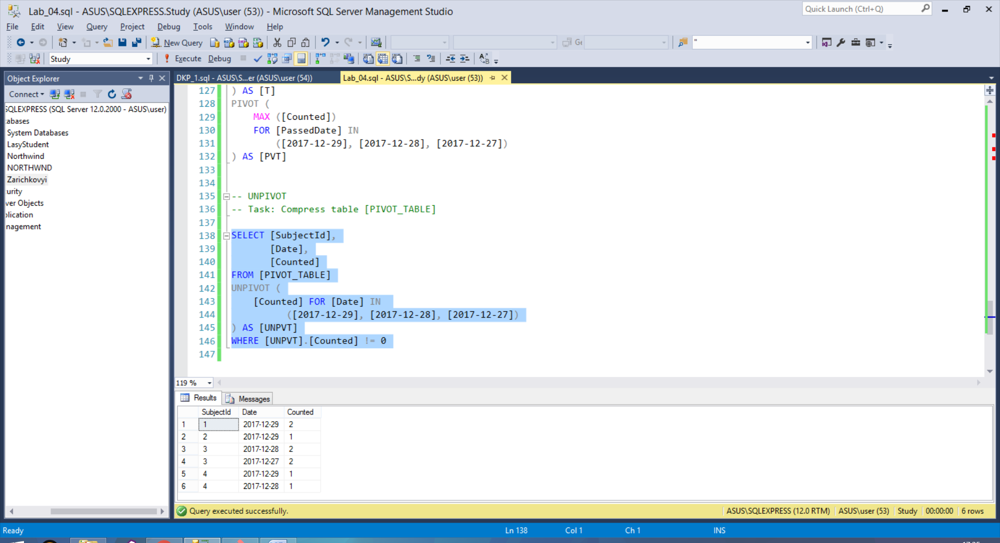 Lab_04.sql - ASUS\SQLEXPRESS.Study (ASUS\user (53)) - Microsoft SQL Server Management Studio
Quick Launch (Ctrl+Q)
File Edit View Query Project Debug Tools Window Help
New Query
Ge
"
Study
Execute Debug
Object Explorer
Connect
SQLEXPRESS (SQL Server 12.0.2000 - ASUS\user)
abases
System Databases
LasyStudent
Northwind
NORTHWND
Zarichkovyi
urity
ver Objects
plication
nagement
DKP_1.sql - ASUS\S...er (ASUS\user (54))
Lab_04.sql - ASUS\S...dy (ASUS\user (53))
127 ) AS [T]
128 PIVOT (
129 MAX ([Counted])
130 FOR [PassedDate] IN
131 ([2017-12-29], [2017-12-28], [2017-12-27])
132 ) AS [PVT]
133
134
135 -- UNPIVOT
136 -- Task: Compress table [PIVOT_TABLE]
137
138 SELECT [SubjectId],
139 [Date],
140 [Counted]
141 FROM [PIVOT_TABLE]
142 UNPIVOT (
143 [Counted] FOR [Date] IN
144 ([2017-12-29], [2017-12-28], [2017-12-27])
145 ) AS [UNPVT]
146 WHERE [UNPVT].[Counted] != 0
147
119 %
Results Messages
SubjectId Date Counted
1 1 2017-12-29 2
2 2 2017-12-29 1
3 3 2017-12-28 2
4 3 2017-12-27 2
5 4 2017-12-29 1
6 4 2017-12-28 1
Query executed successfully.
ASUS\SQLEXPRESS (12.0 RTM) ASUS\user (53) Study 00:00:00 6 rows
Ready
Ln 138 Col 1 Ch 1 INS